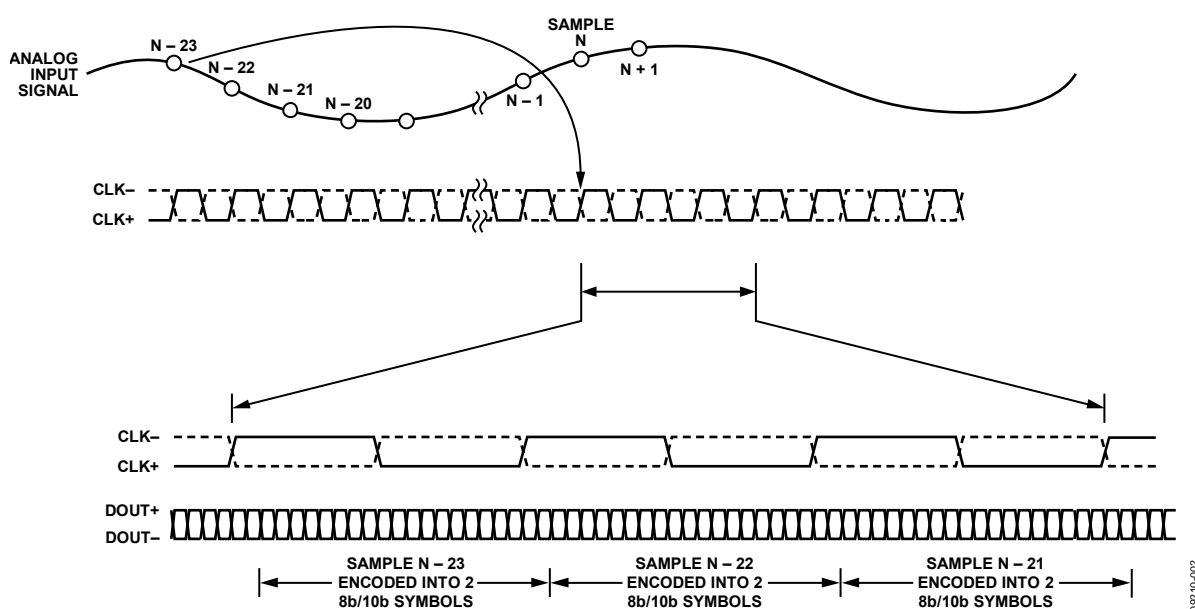 SAMPLE
N
N – 23
N + 1
ANALOG
INPUT
SIGNAL
N – 22
N – 21
N – 20
N – 1
CLK–
CLK+
CLK–
CLK+
DOUT+
DOUT–
SAMPLE N – 23
ENCODED INTO 2
8b/10b SYMBOLS
SAMPLE N – 22
ENCODED INTO 2
8b/10b SYMBOLS
SAMPLE N – 21
ENCODED INTO 2
8b/10b SYMBOLS